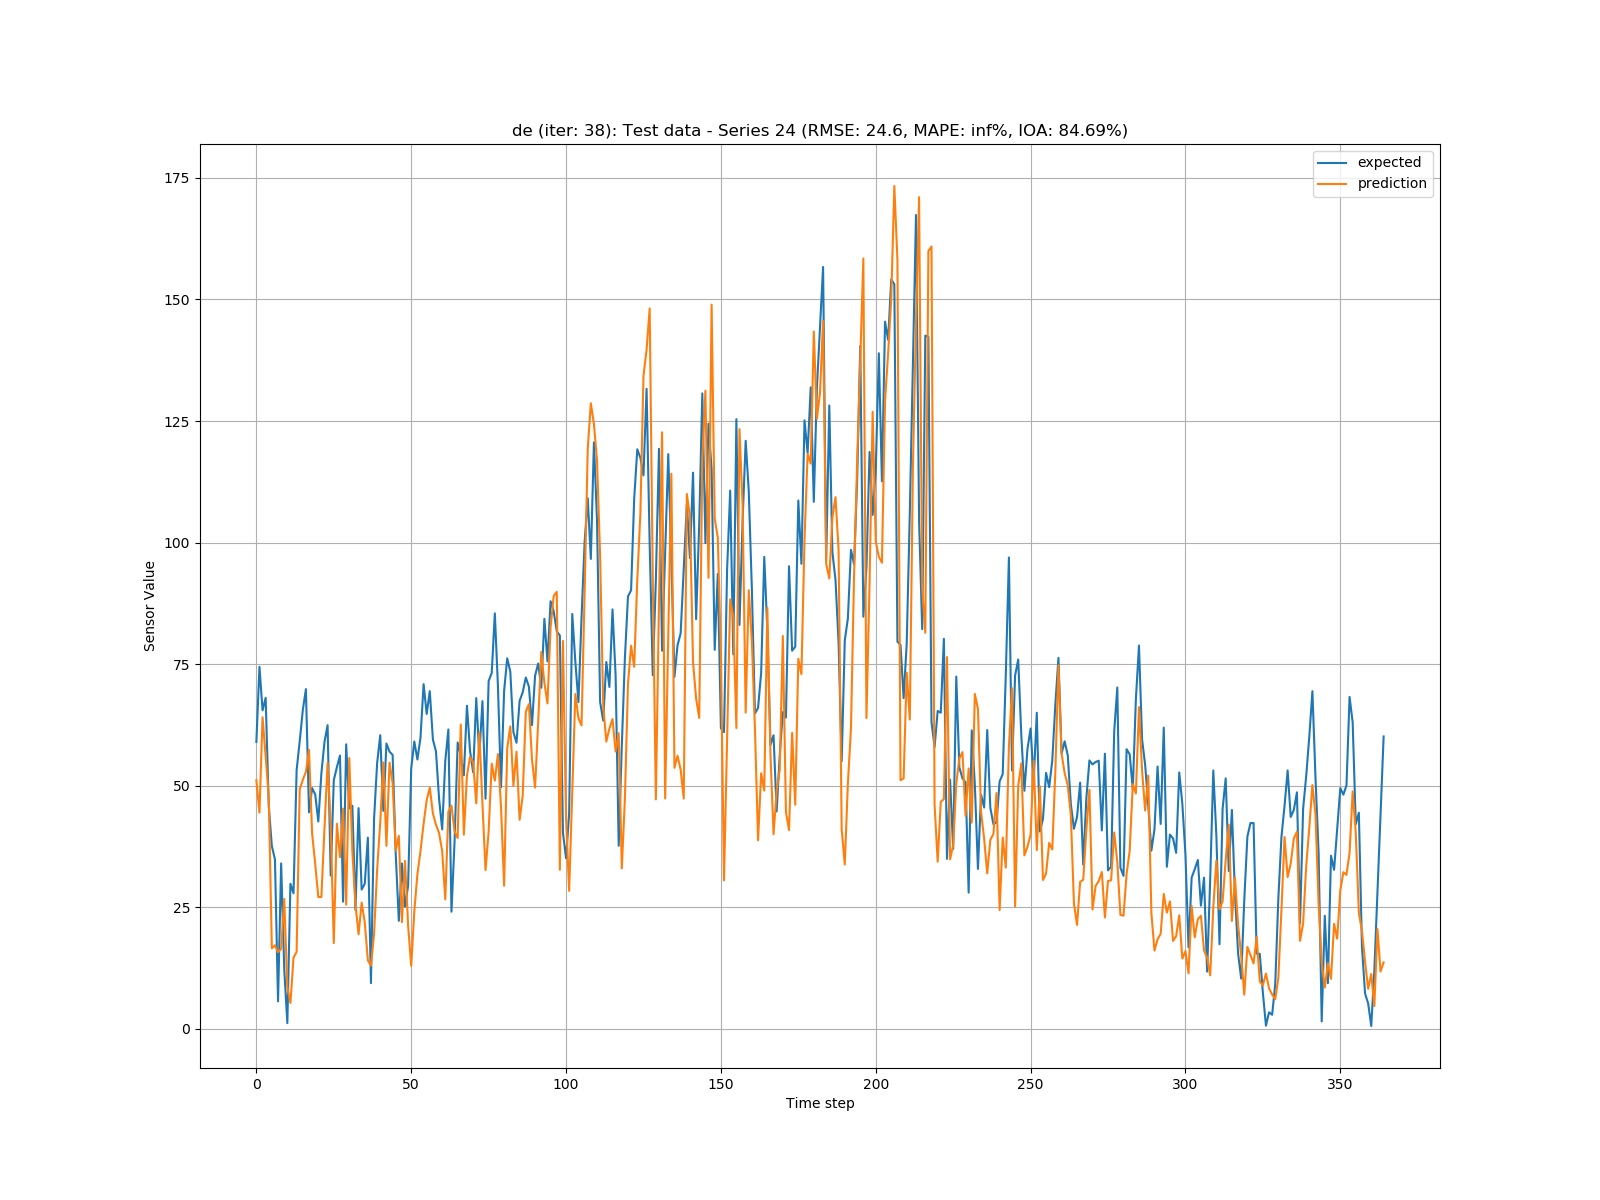 de (iter: 38): Test data - Series 24 (RMSE: 24.6, MAPE: inf%, IOA: 84.69%)
expected
prediction
175
150
125
100
75
50
25
0
Sensor Value
0 50 100 150 200 250 300 350
Time step